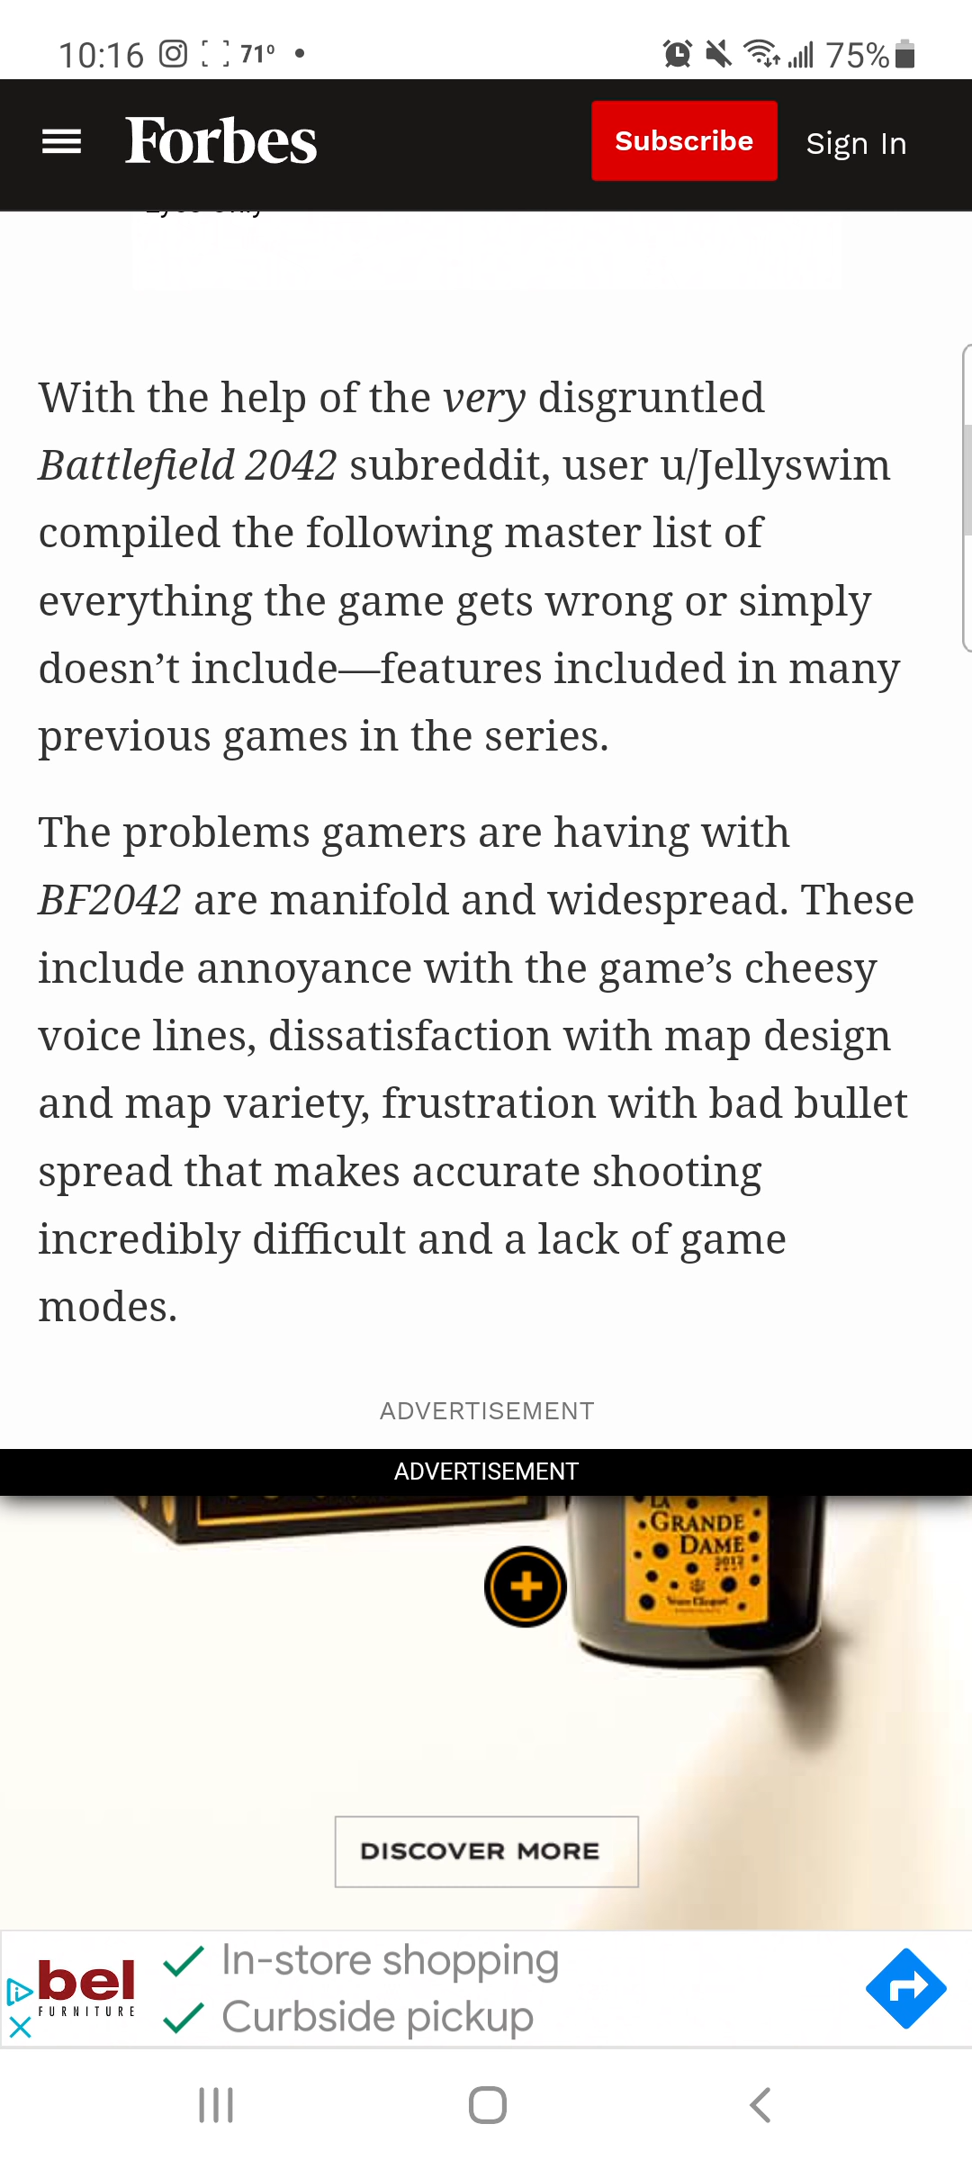 10:16 71° 75%
Forbes Subscribe Sign In
With the help of the very disgruntled
Battlefield 2042 subreddit, user u/Jellyswim
compiled the following master list of
everything the game gets wrong or simply
doesn’t include—features included in many
previous games in the series.
The problems gamers are having with
BF2042 are manifold and widespread. These
include annoyance with the game’s cheesy
voice lines, dissatisfaction with map design
and map variety, frustration with bad bullet
spread that makes accurate shooting
incredibly difficult and a lack of game
modes.
ADVERTISEMENT
ADVERTISEMENT
LA
GRANDE
DAME
2012
Veuve Clicquot
DISCOVER MORE
bel
FURNITURE
In-store shopping
Curbside pickup